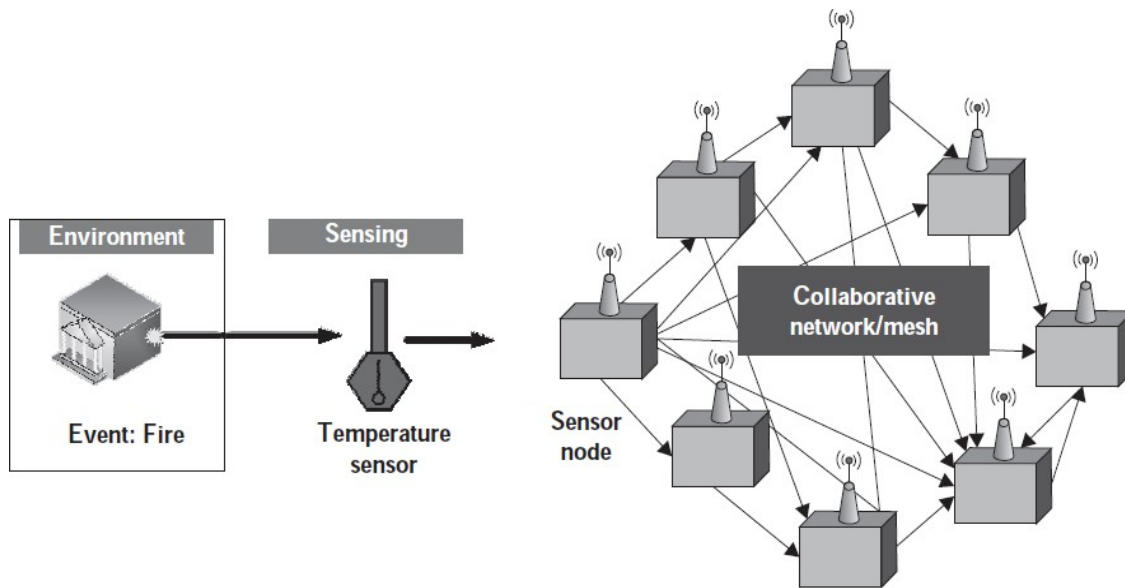 Environment
Sensing
Event: Fire
Temperature
sensor
Sensor
node
Collaborative
network/mesh